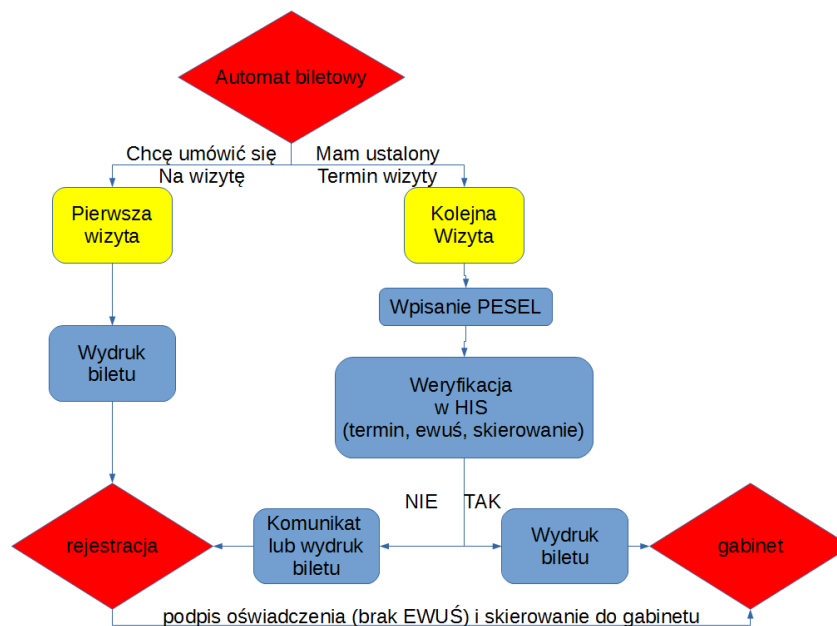 Automat biletowy
Chcę umówić się
Na wizytę
Mam ustalony
Termin wizyty
Pierwsza
wizyta
Kolejna
Wizyta
Wpisanie PESEL
Wydruk
biletu
Weryfikacja
w HIS
(termin, ewuś, skierowanie)
NIE
TAK
rejestracja
Komunikat
lub wydruk
biletu
Wydruk
biletu
gabinet
podpis oświadczenia (brak EWUŚ) i skierowanie do gabinetu